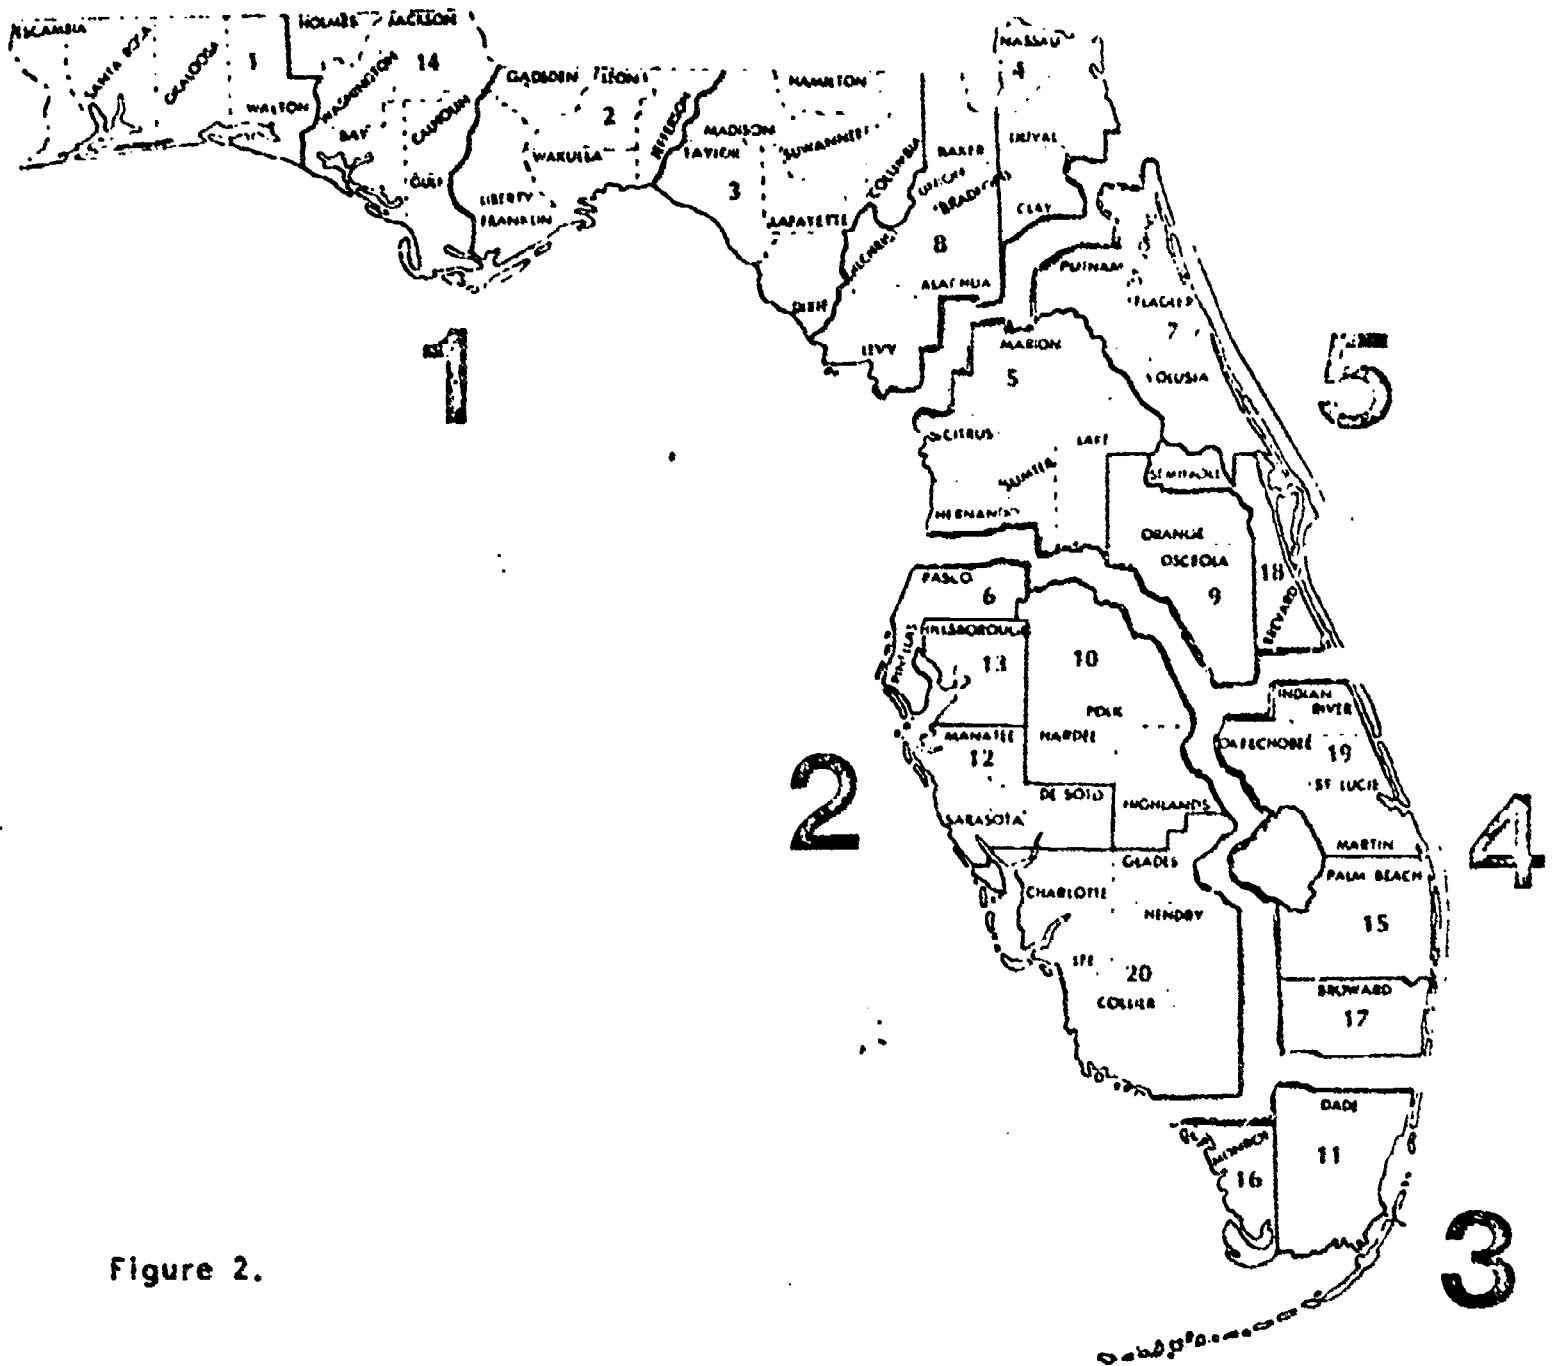 ESCAMBIA
SANTA ROSA
OKALOOSA
1
WALTON
HOLMES
JACKSON
14
WASHINGTON
BAY
CALHOUN
GULF
GADSDEN
LEON
2
JEFFERSON
WAKULLA
LIBERTY
FRANKLIN
HAMILTON
MADISON
TAYLOR
3
SUWANNEE
LAFAYETTE
DIXIE
COLUMBIA
BAKER
UNION
BRADFORD
8
GILCHRIST
ALACHUA
LEVY
NASSAU
4
DUVAL
CLAY
PUTNAM
FLAGLER
7
VOLUSIA
1
5
MARION
5
CITRUS
LAKE
SUMTER
HERNANDO
SEMINOLE
ORANGE
OSCEOLA
9
18
BREVARD
PASCO
6
PINELLAS
HILLSBOROUGH
13
10
POLK
MANATEE
12
HARDEE
SARASOTA
DE SOTO
HIGHLANDS
INDIAN
RIVER
OKEECHOBEE
19
ST LUCIE
MARTIN
2
4
GLADES
CHARLOTTE
HENDRY
LEE
20
COLLIER
PALM BEACH
15
BROWARD
17
DADE
11
MONROE
16
3
Figure 2.